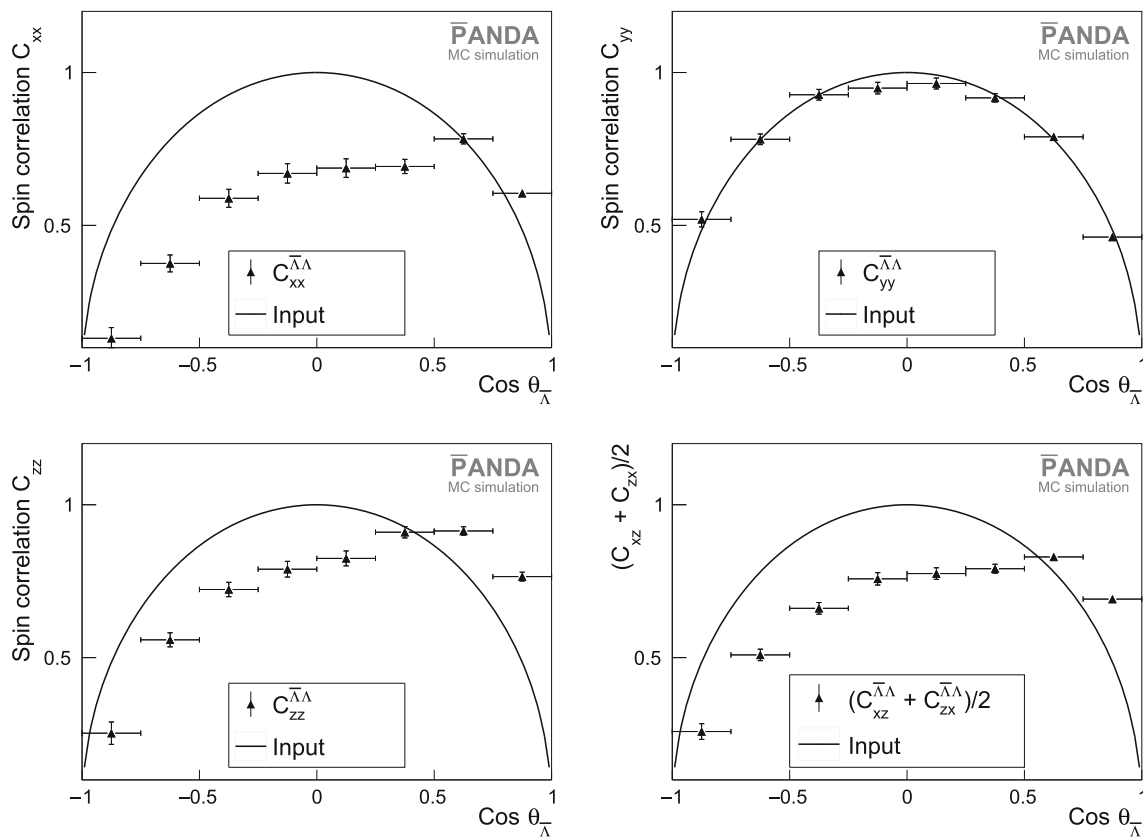 Spin correlation C_xx
P̅ANDA
MC simulation
1
0.5
C_xx^Λ̅Λ
Input
−1 −0.5 0 0.5 1
Cos θ_Λ̅
Spin correlation C_yy
P̅ANDA
MC simulation
1
0.5
C_yy^Λ̅Λ
Input
−1 −0.5 0 0.5 1
Cos θ_Λ̅
Spin correlation C_zz
P̅ANDA
MC simulation
1
0.5
C_zz^Λ̅Λ
Input
−1 −0.5 0 0.5 1
Cos θ_Λ̅
(C_xz + C_zx)/2
P̅ANDA
MC simulation
1
0.5
(C_xz^Λ̅Λ + C_zx^Λ̅Λ)/2
Input
−1 −0.5 0 0.5 1
Cos θ_Λ̅